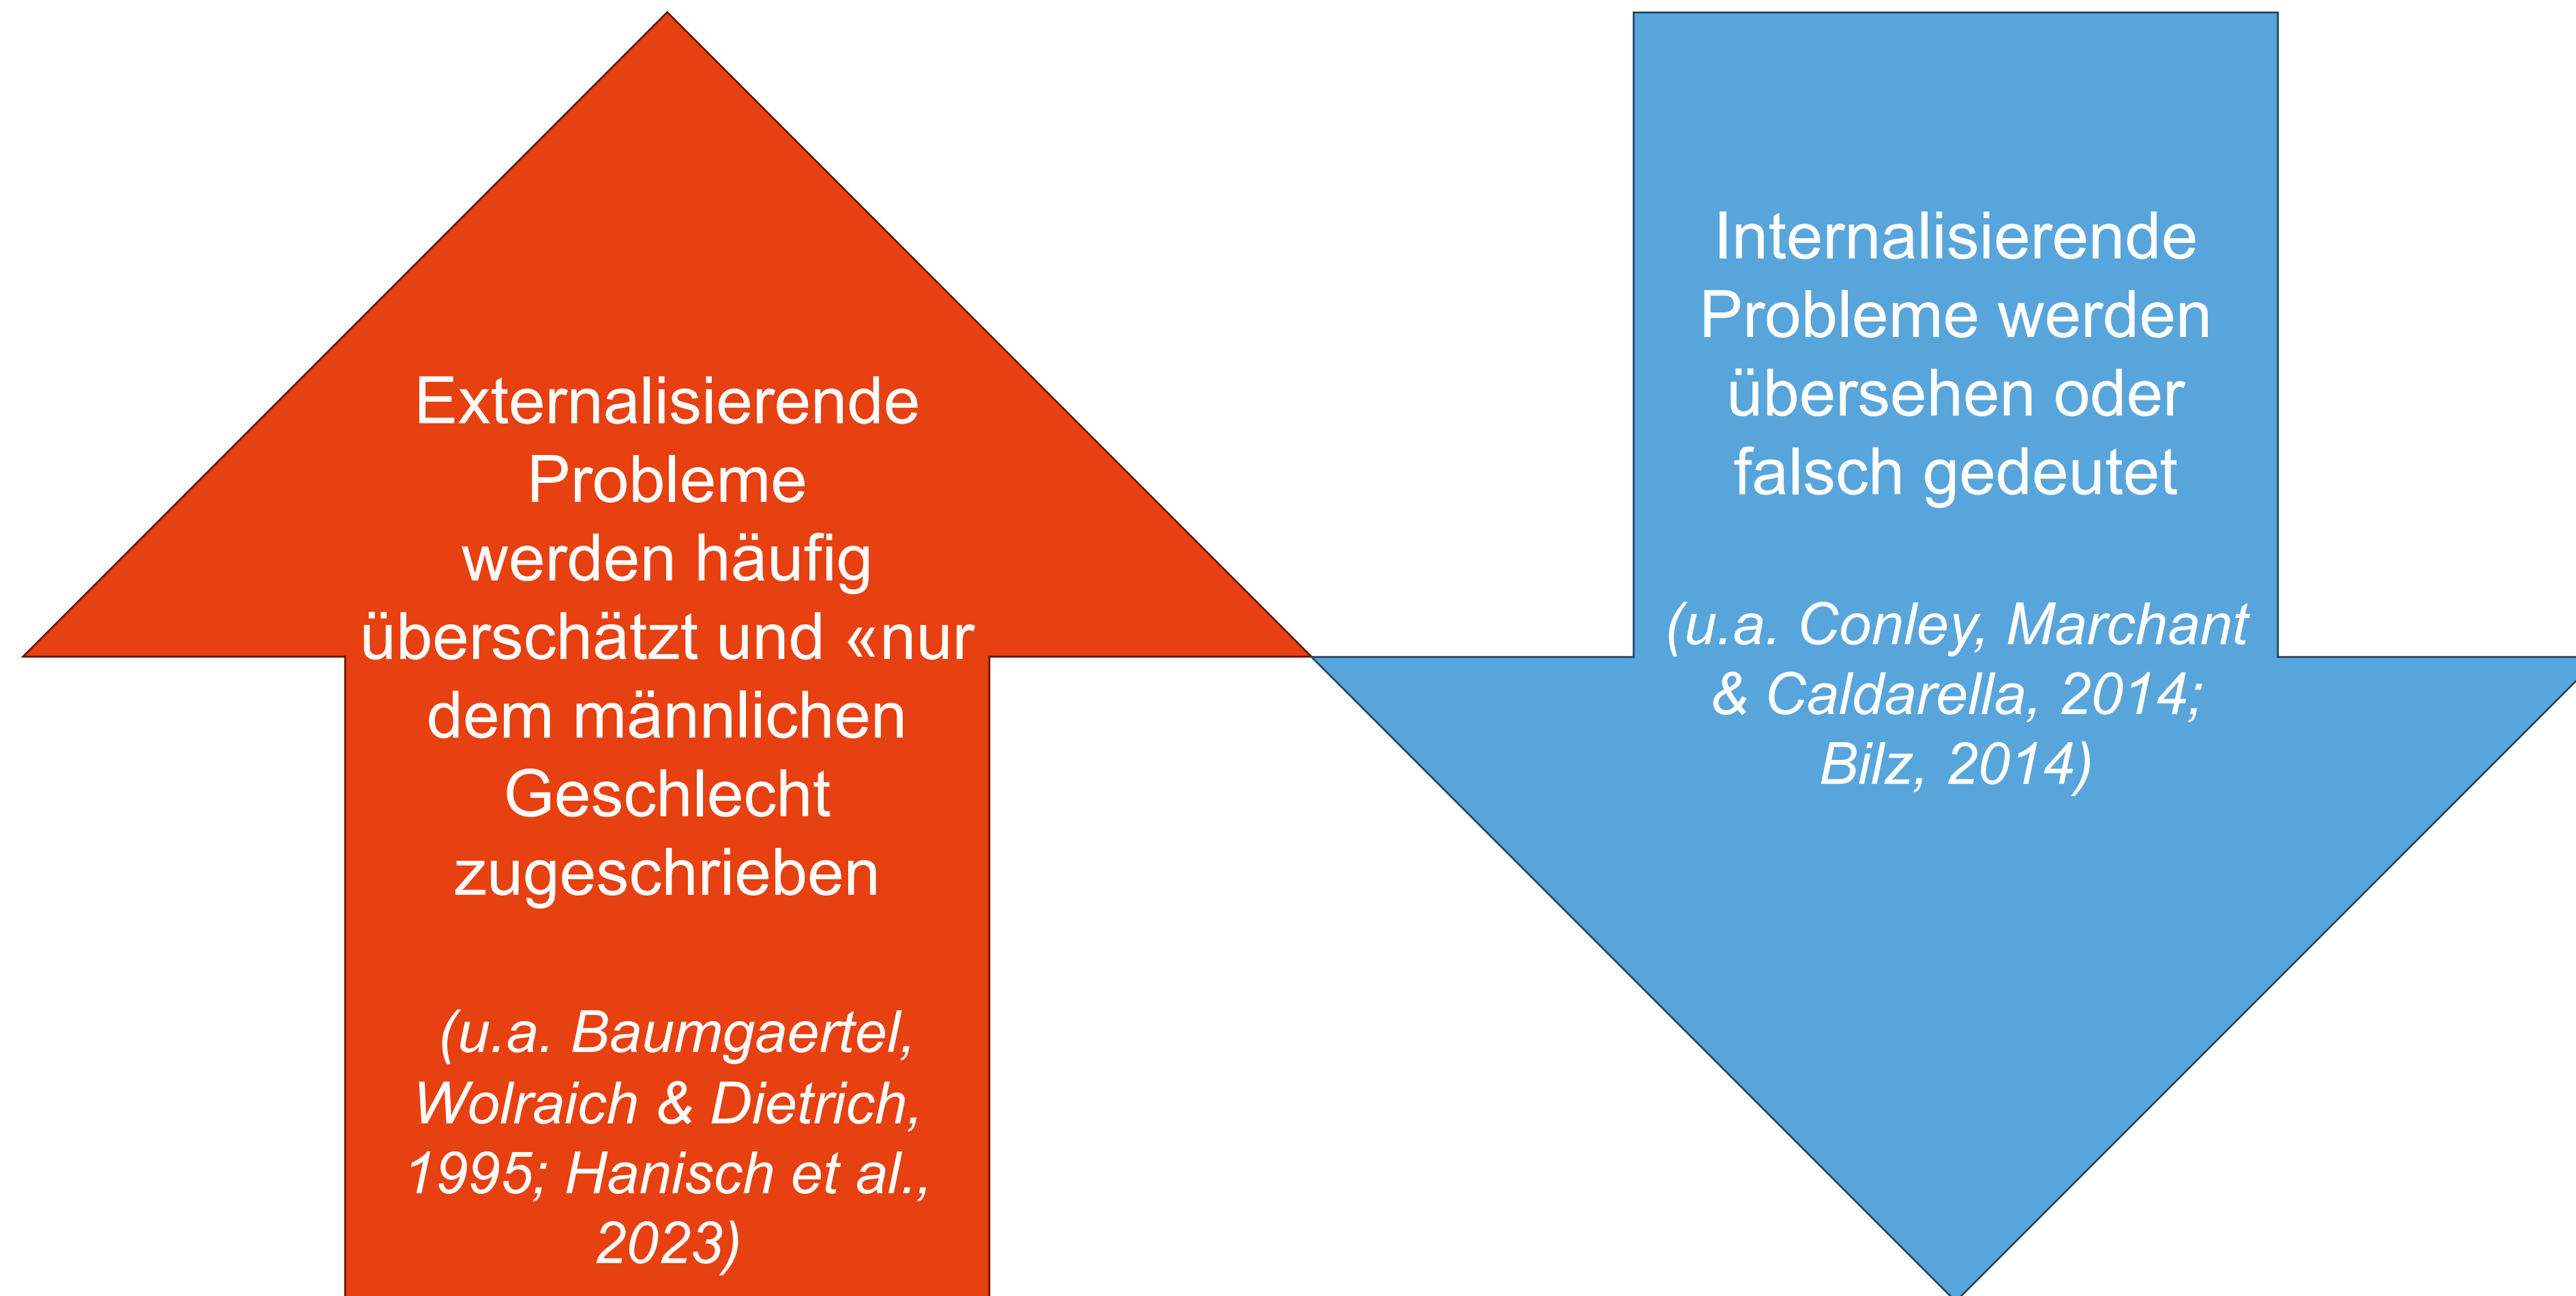 Externalisierende
Probleme
werden häufig
überschätzt und «nur
dem männlichen
Geschlecht
zugeschrieben
(u.a. Baumgaertel,
Wolraich & Dietrich,
1995; Hanisch et al.,
2023)
Internalisierende
Probleme werden
übersehen oder
falsch gedeutet
(u.a. Conley, Marchant
& Caldarella, 2014;
Bilz, 2014)